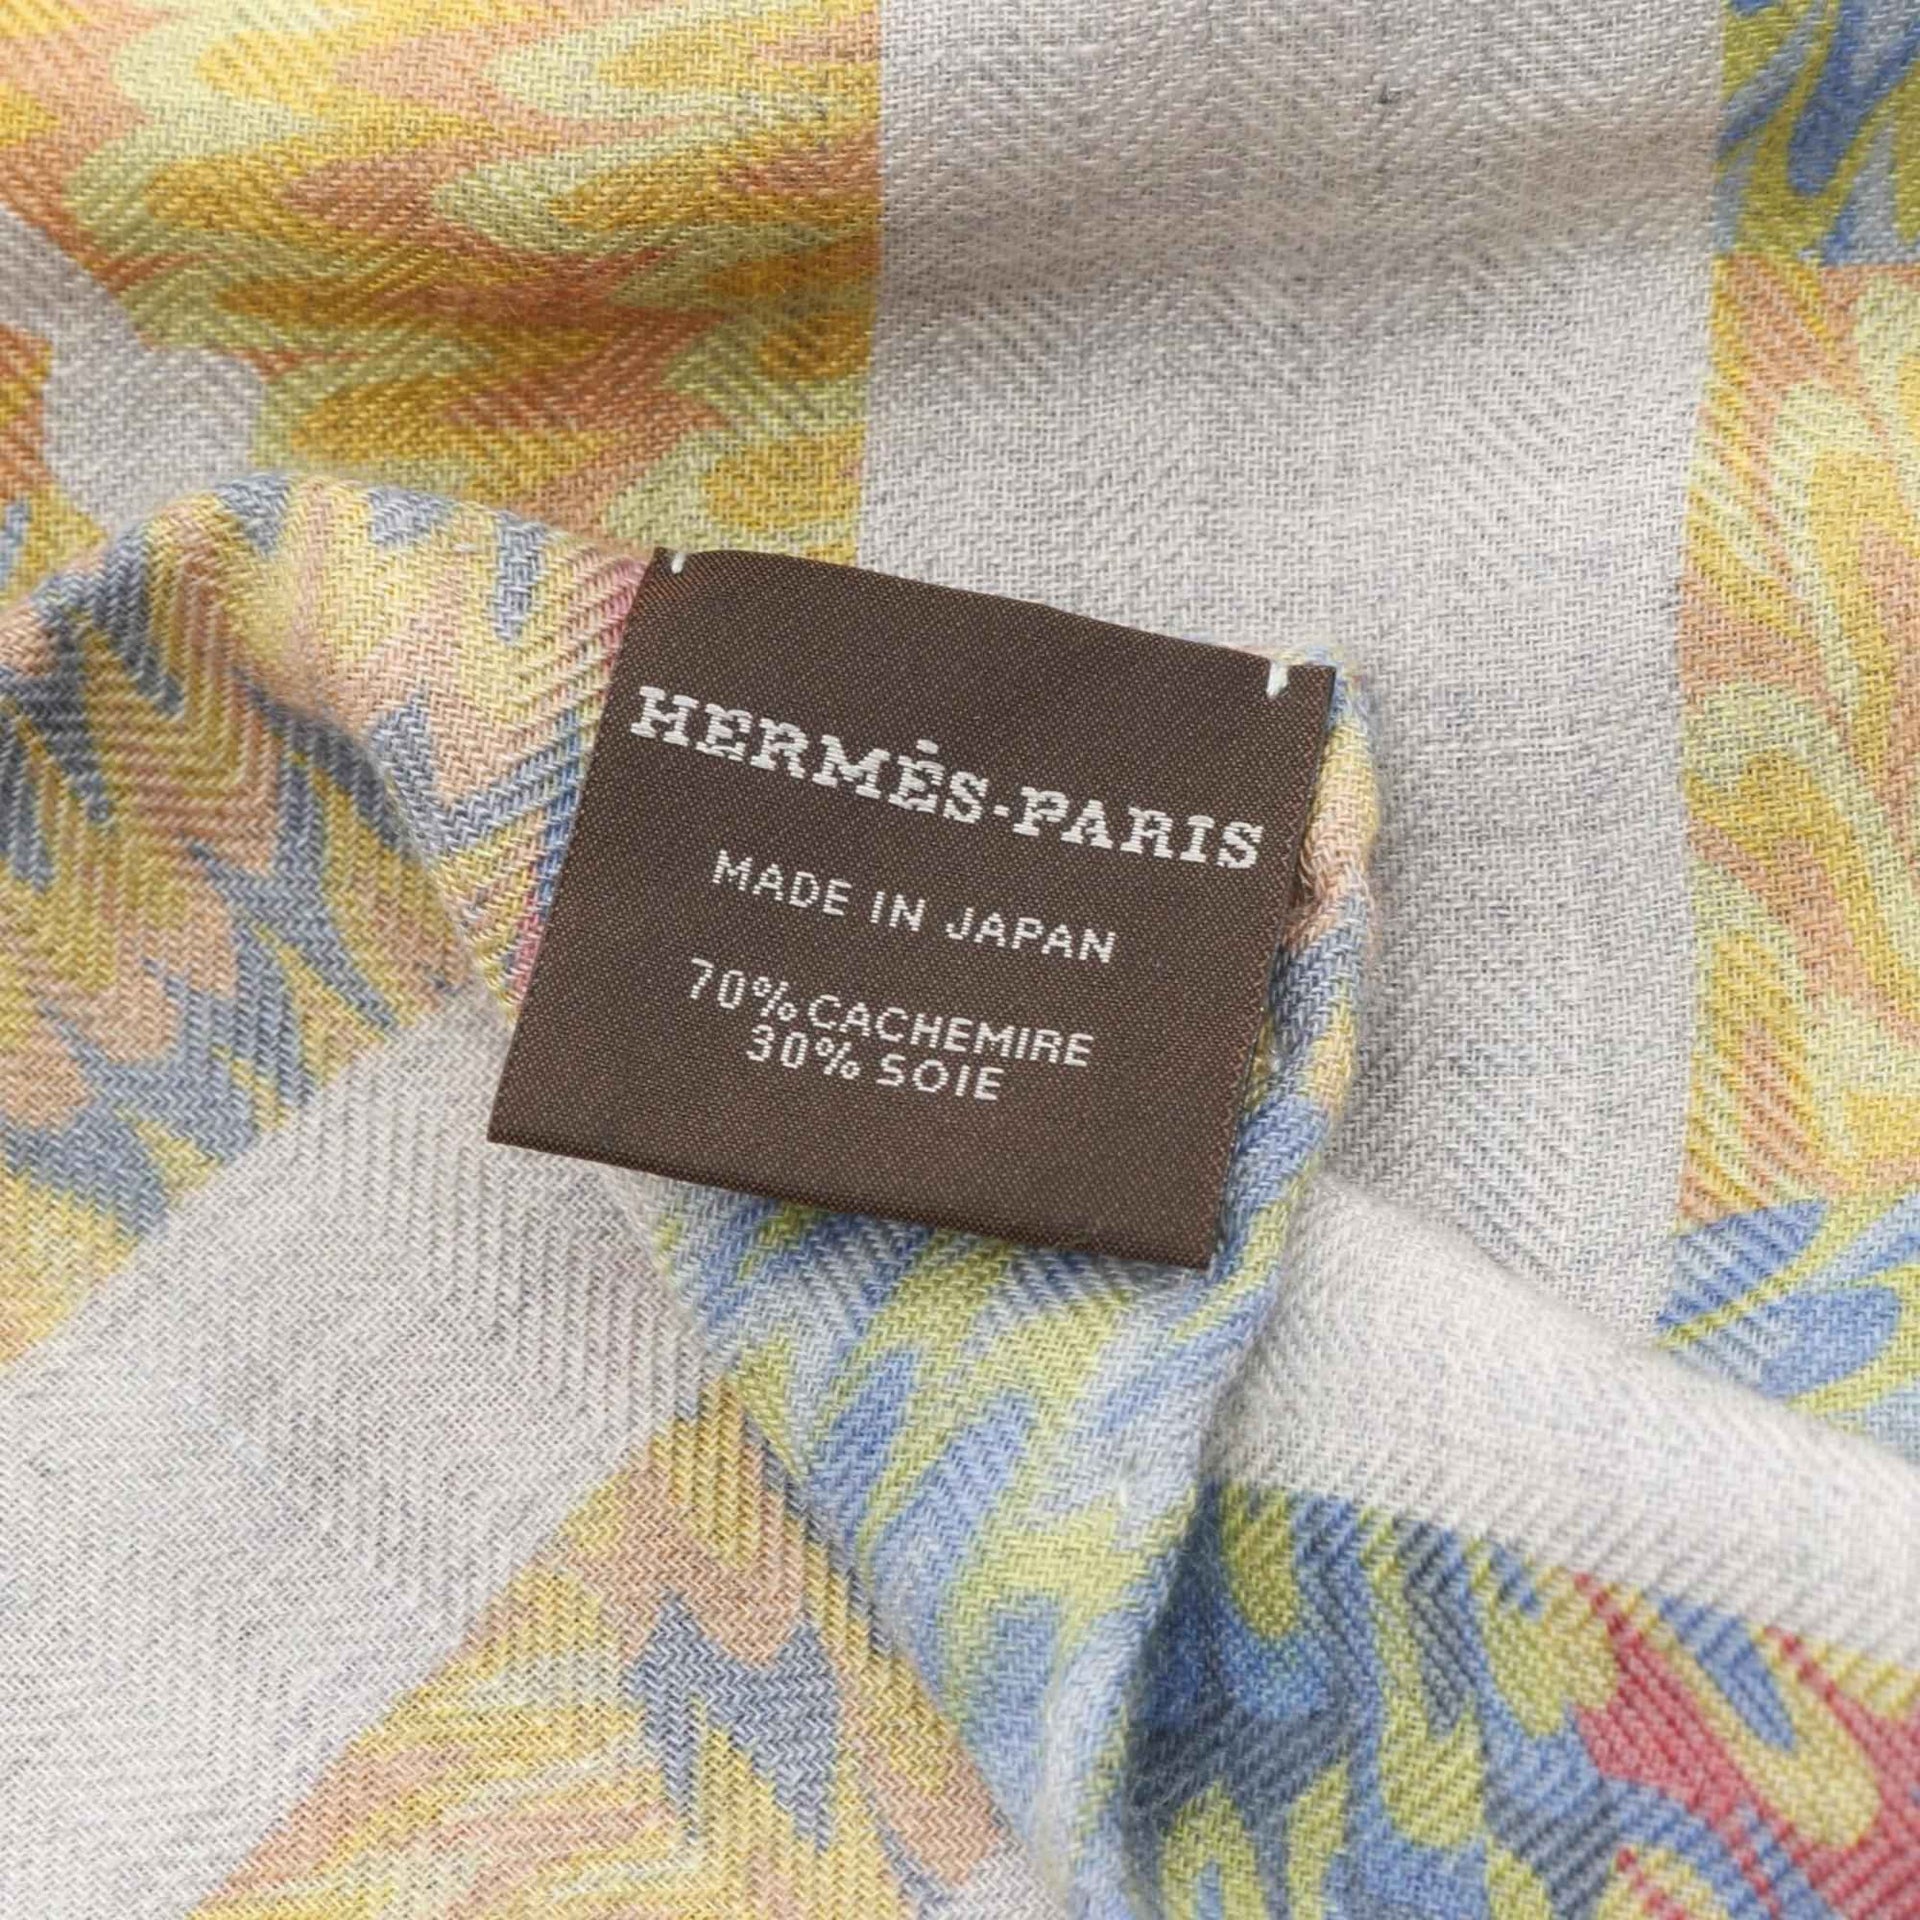 HERMÈS-PARIS
MADE IN JAPAN
70% CACHEMIRE
30% SOIE